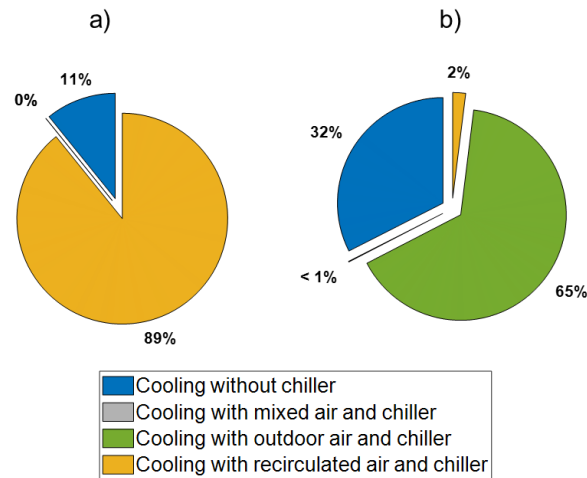 a)
b)
11%
0%
89%
2%
32%
< 1%
65%
Cooling without chiller
Cooling with mixed air and chiller
Cooling with outdoor air and chiller
Cooling with recirculated air and chiller